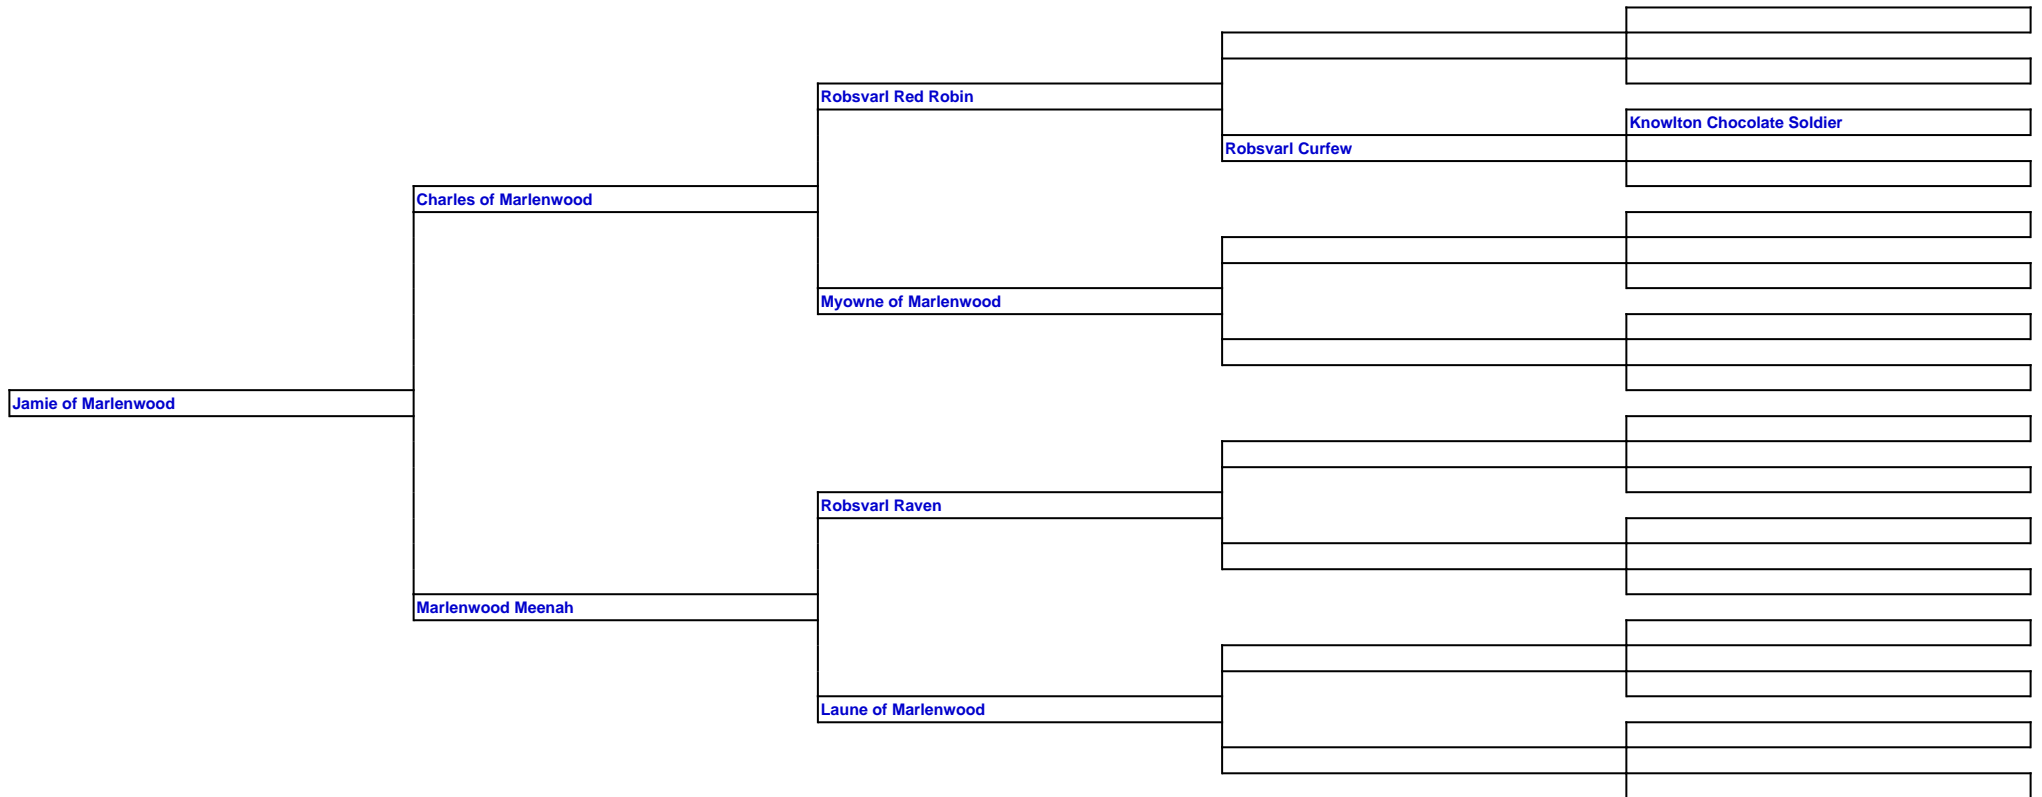 Robsvarl Red Robin
Knowlton Chocolate Soldier
Robsvarl Curfew
Charles of Marlenwood
Myowne of Marlenwood
Jamie of Marlenwood
Robsvarl Raven
Marlenwood Meenah
Laune of Marlenwood